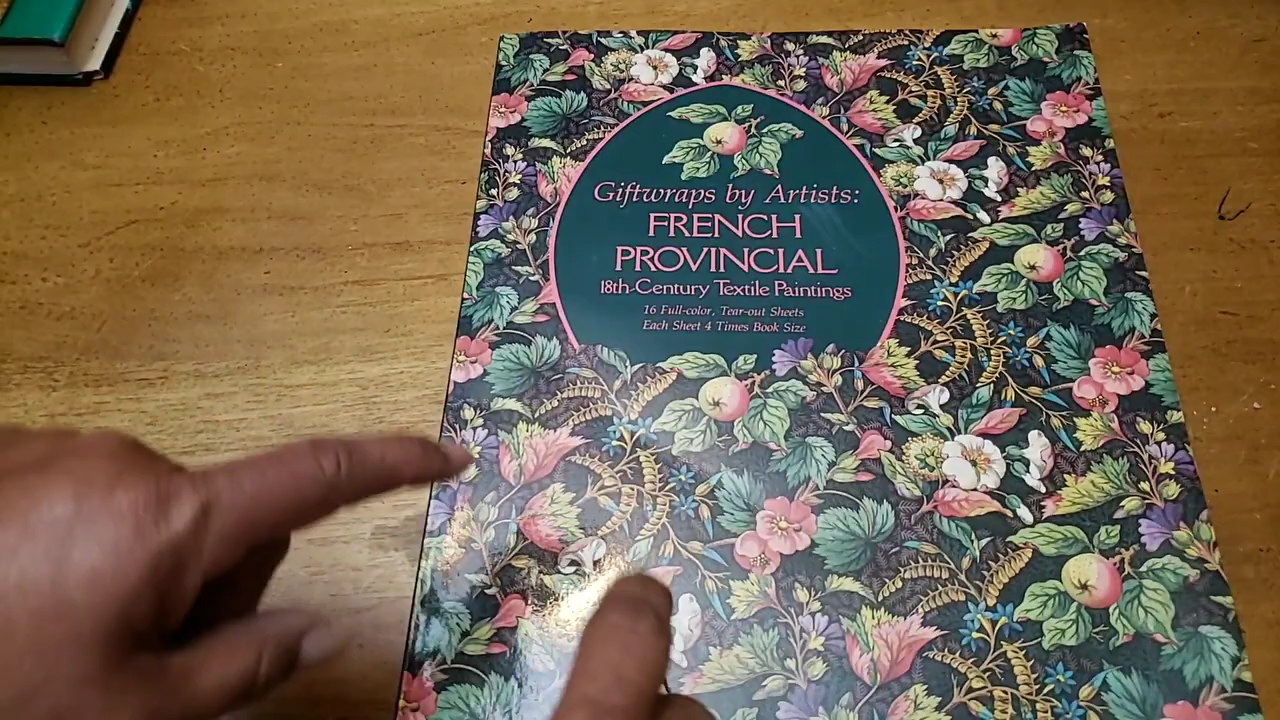 Giftwraps by Artists:
FRENCH
PROVINCIAL
18th-Century Textile Paintings
16 Full-color, Tear-out Sheets
Each Sheet 4 Times Book Size